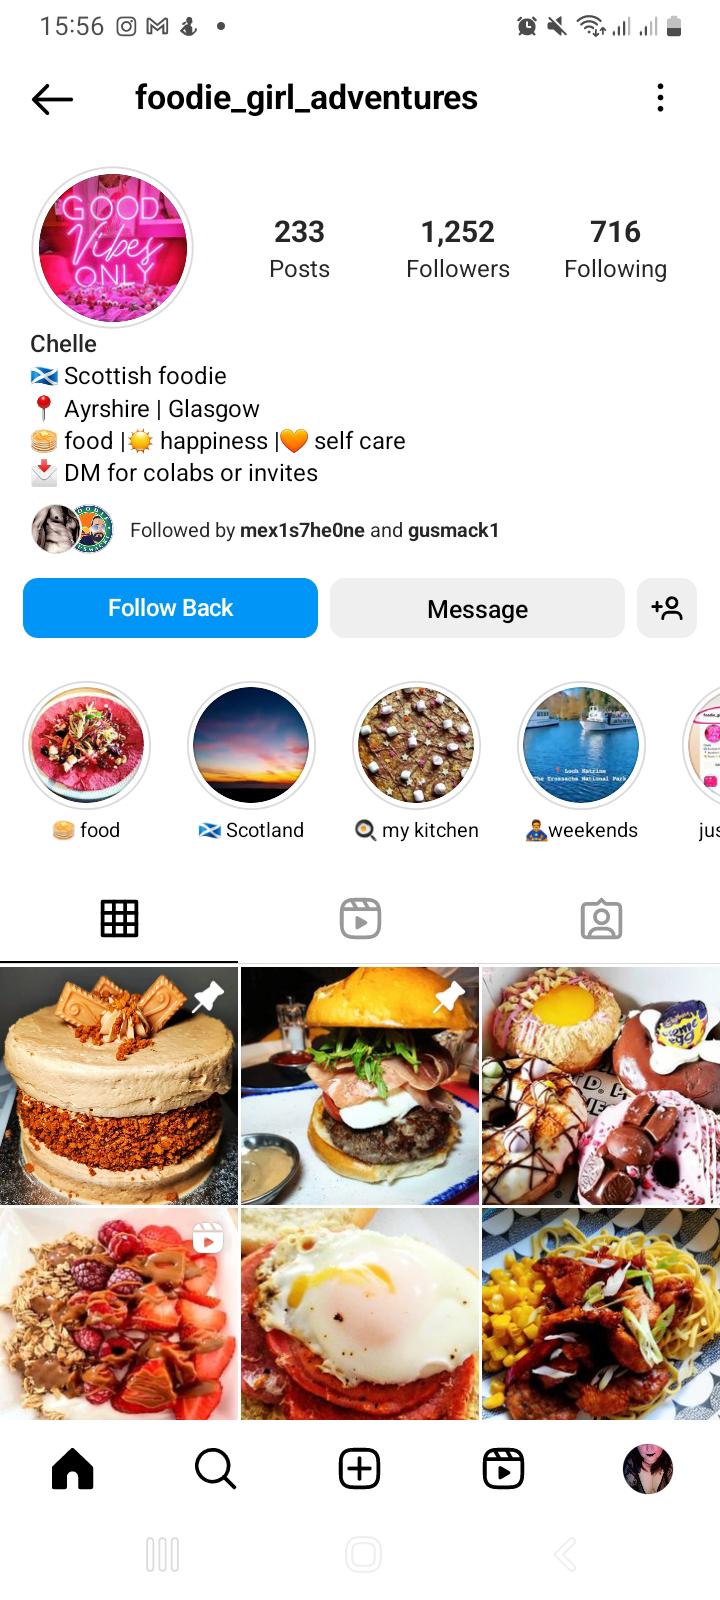 15:56
foodie_girl_adventures
GOOD
Vibes
ONLY
233
Posts
1,252
Followers
716
Following
Chelle
🏴󠁧󠁢󠁳󠁣󠁴󠁿 Scottish foodie
📍 Ayrshire | Glasgow
🥞 food |☀️ happiness |🧡 self care
📩 DM for colabs or invites
Followed by mex1s7he0ne and gusmack1
Follow Back
Message
Loch Katrine
The Trossachs National Park
🥞 food
🏴󠁧󠁢󠁳󠁣󠁴󠁿 Scotland
🍳 my kitchen
weekends
jus